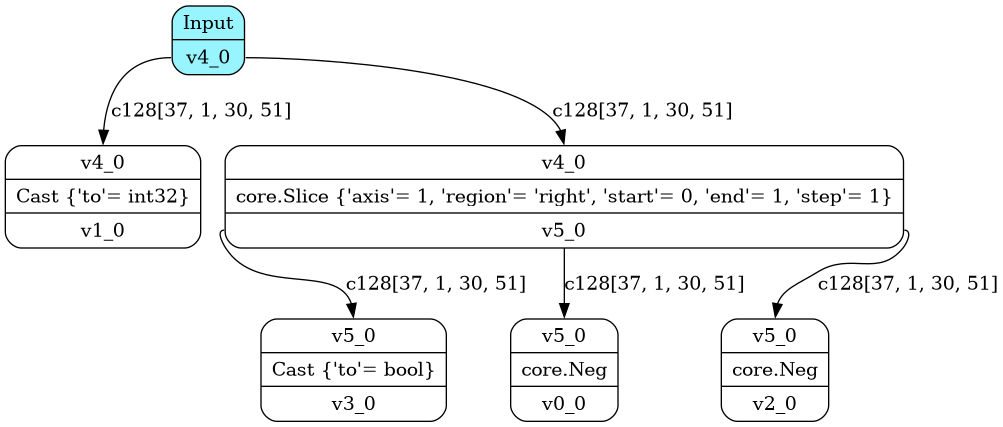 Input
v4_0
c128[37, 1, 30, 51]
c128[37, 1, 30, 51]
v4_0
Cast {'to'= int32}
v1_0
v4_0
core.Slice {'axis'= 1, 'region'= 'right', 'start'= 0, 'end'= 1, 'step'= 1}
v5_0
c128[37, 1, 30, 51]
c128[37, 1, 30, 51]
c128[37, 1, 30, 51]
v5_0
Cast {'to'= bool}
v3_0
v5_0
core.Neg
v0_0
v5_0
core.Neg
v2_0